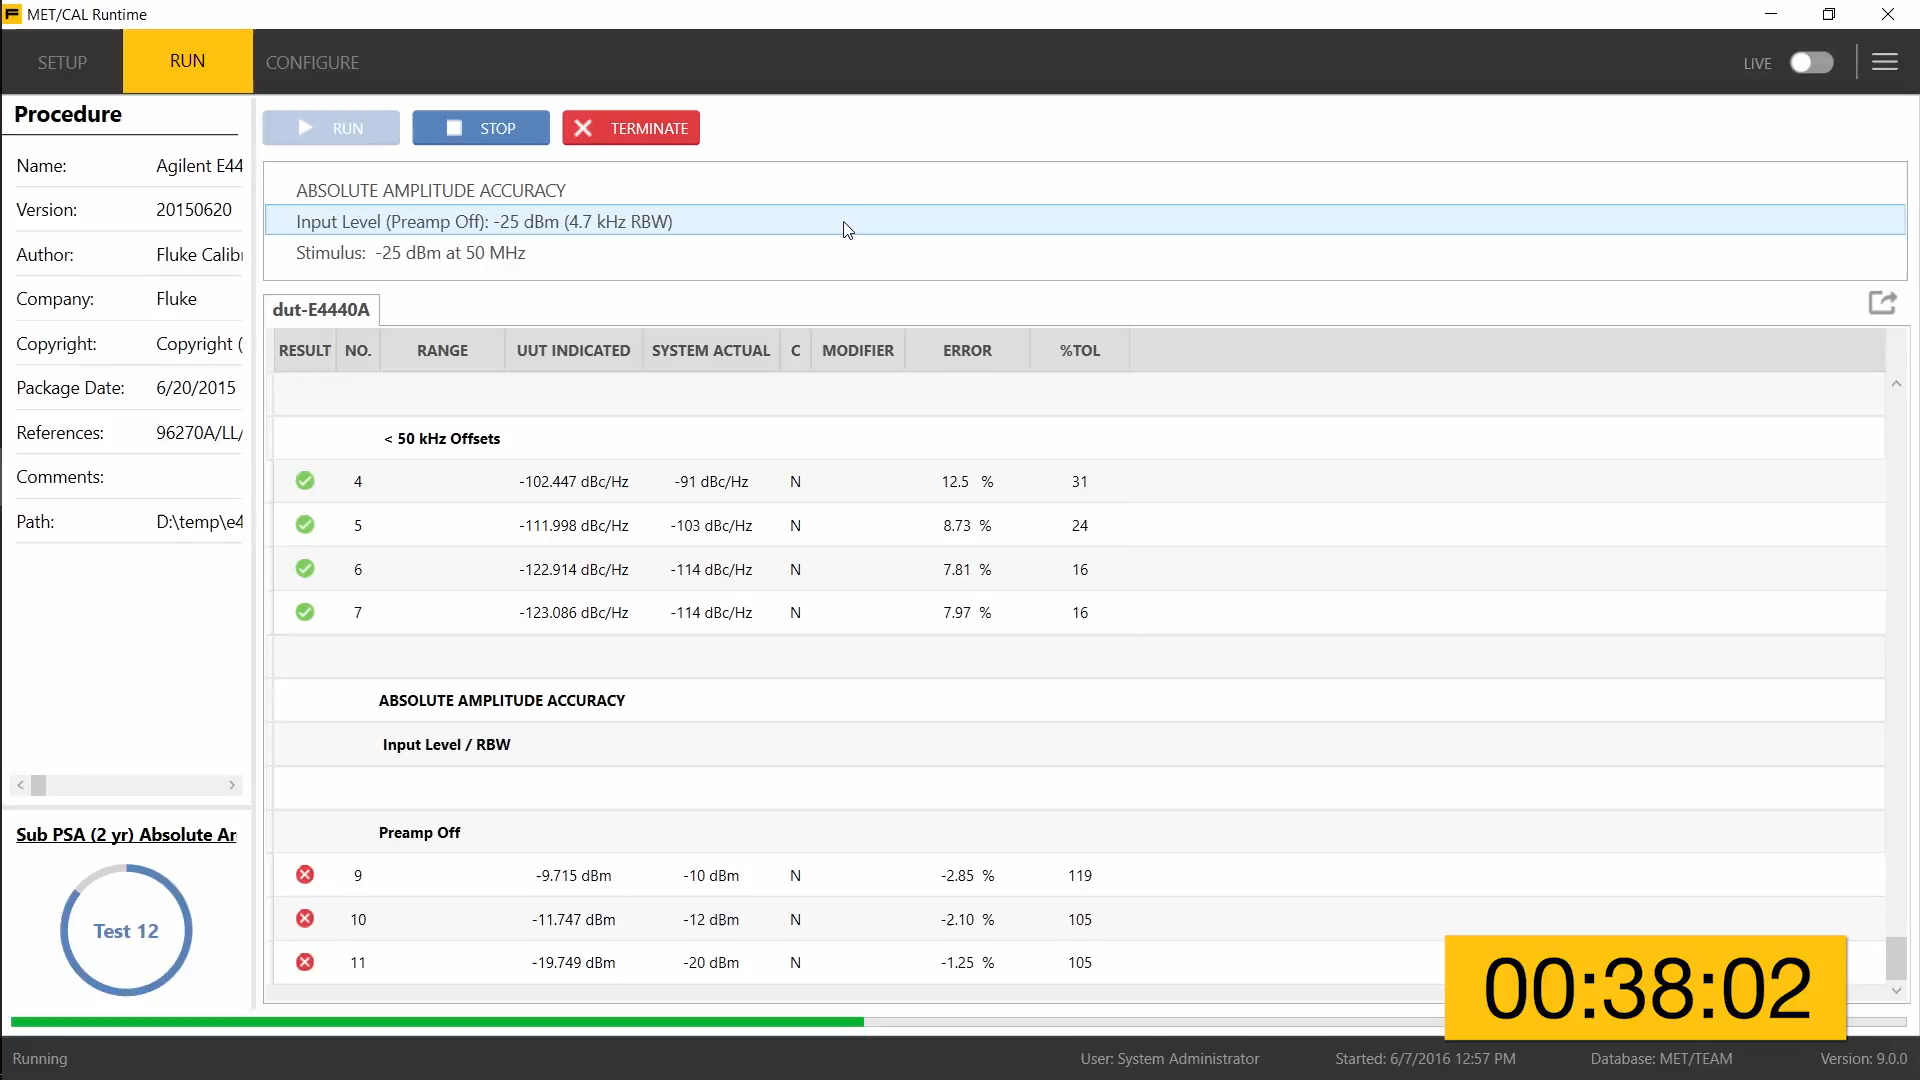 MET/CAL Runtime
SETUP RUN CONFIGURE LIVE
Procedure
Name: Agilent E44
Version: 20150620
Author: Fluke Calib
Company: Fluke
Copyright: Copyright (
Package Date: 6/20/2015
References: 96270A/LL/
Comments:
Path: D:\temp\e4
Sub PSA (2 yr) Absolute Ar
Test 12
RUN STOP TERMINATE
ABSOLUTE AMPLITUDE ACCURACY
Input Level (Preamp Off): -25 dBm (4.7 kHz RBW)
Stimulus: -25 dBm at 50 MHz
dut-E4440A
RESULT NO. RANGE UUT INDICATED SYSTEM ACTUAL C MODIFIER ERROR %TOL
< 50 kHz Offsets
4 -102.447 dBc/Hz -91 dBc/Hz N 12.5 % 31
5 -111.998 dBc/Hz -103 dBc/Hz N 8.73 % 24
6 -122.914 dBc/Hz -114 dBc/Hz N 7.81 % 16
7 -123.086 dBc/Hz -114 dBc/Hz N 7.97 % 16
ABSOLUTE AMPLITUDE ACCURACY
Input Level / RBW
Preamp Off
9 -9.715 dBm -10 dBm N -2.85 % 119
10 -11.747 dBm -12 dBm N -2.10 % 105
11 -19.749 dBm -20 dBm N -1.25 % 105
00:38:02
Running User: System Administrator Started: 6/7/2016 12:57 PM Database: MET/TEAM Version: 9.0.0